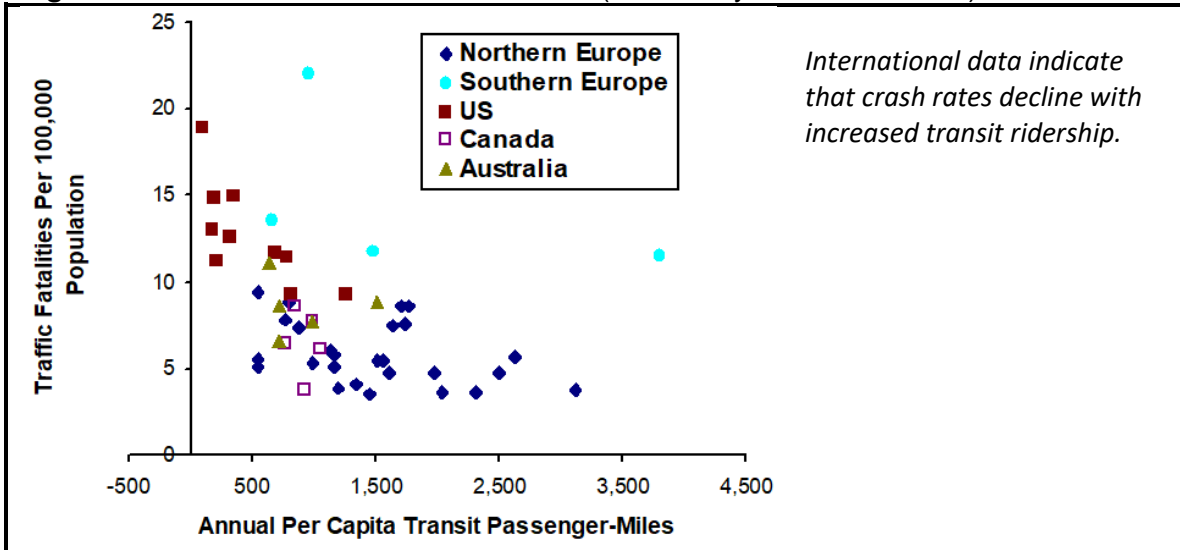 25
20
15
10
5
0
-500
500
1,500
2,500
3,500
4,500
Traffic Fatalities Per 100,000
Population
Annual Per Capita Transit Passenger-Miles
Northern Europe
Southern Europe
US
Canada
Australia
International data indicate
that crash rates decline with
increased transit ridership.